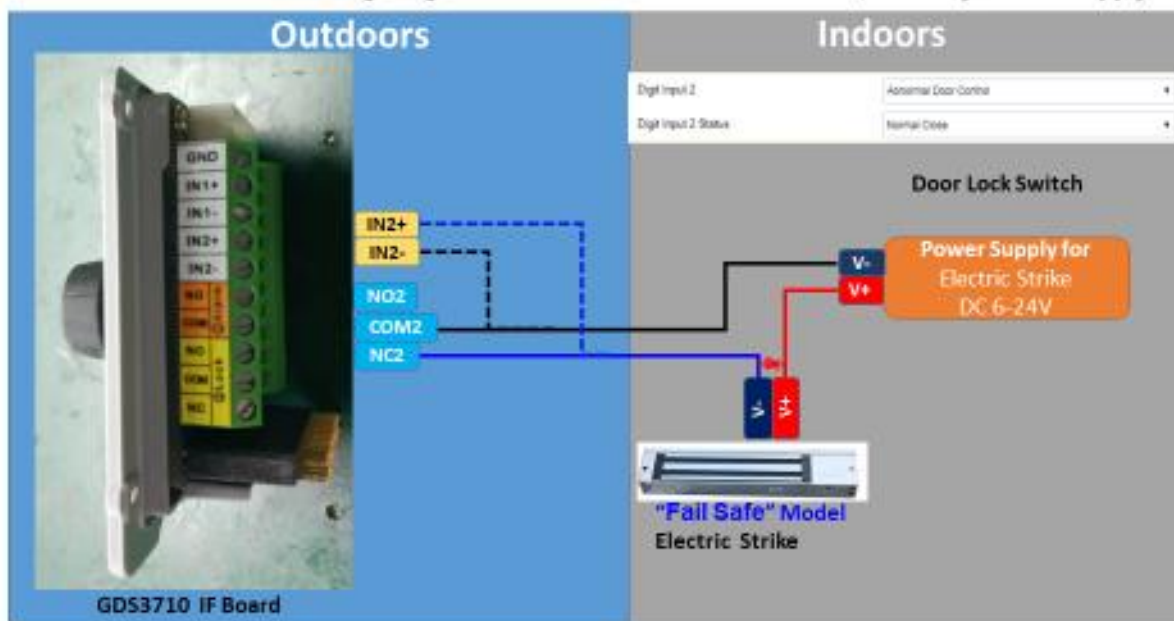 Outdoors
Indoors
Digit Input 2
Abnormal Door Control
Digit Input 2 Status
Normal Close
Door Lock Switch
GND
IN1+
IN1-
IN2+
IN2-
NO
COM
NO
COM
NC
IN2+
IN2-
NO2
COM2
NC2
V-
V+
Power Supply for
Electric Strike
DC 6-24V
V-
V+
"Fail Safe" Model
Electric Strike
GDS3710 IF Board